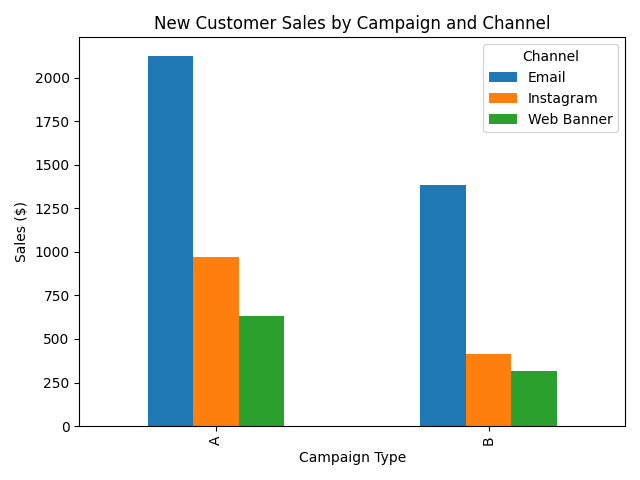 New Customer Sales by Campaign and Channel
Channel
Email
Instagram
Web Banner
Sales ($)
2000
1750
1500
1250
1000
750
500
250
0
A
B
Campaign Type